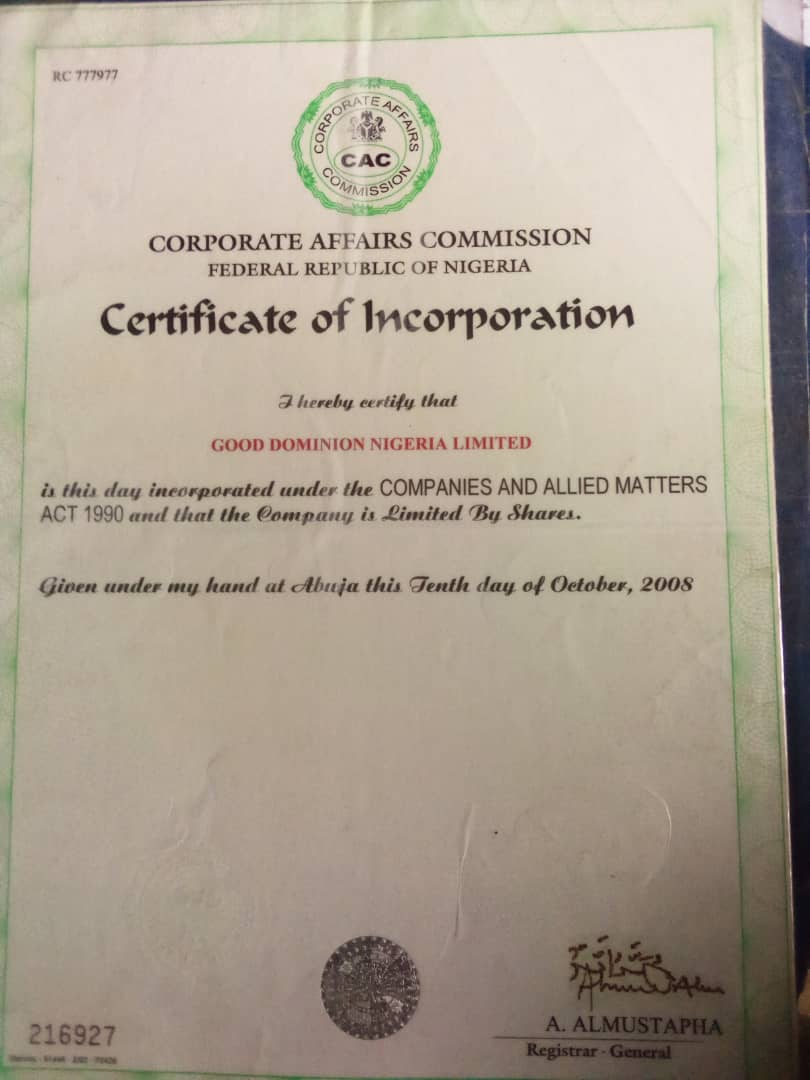 RC 777977
CORPORATE AFFAIRS
CAC
COMMISSION
CORPORATE AFFAIRS COMMISSION
FEDERAL REPUBLIC OF NIGERIA
Certificate of Incorporation
I hereby certify that
GOOD DOMINION NIGERIA LIMITED
is this day incorporated under the COMPANIES AND ALLIED MATTERS
ACT 1990 and that the Company is Limited By Shares.
Given under my hand at Abuja this Tenth day of October, 2008
A. ALMUSTAPHA
Registrar - General
216927